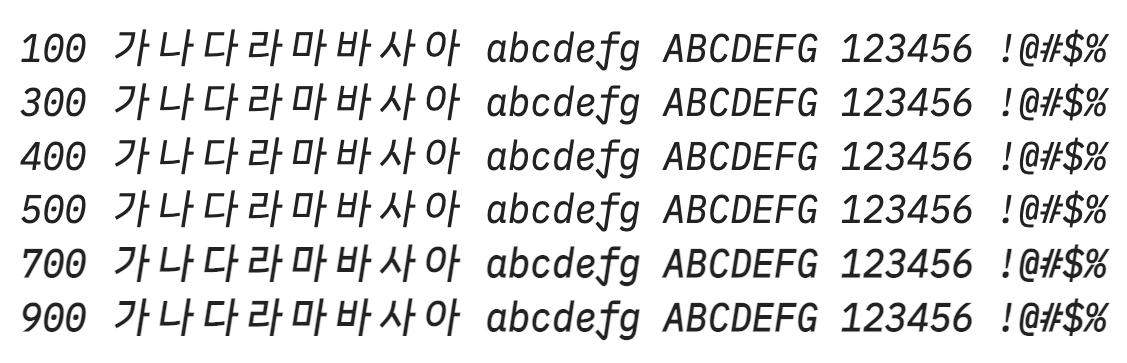 100 가나다라마바사아 abcdefg ABCDEFG 123456 !@#$%
300 가나다라마바사아 abcdefg ABCDEFG 123456 !@#$%
400 가나다라마바사아 abcdefg ABCDEFG 123456 !@#$%
500 가나다라마바사아 abcdefg ABCDEFG 123456 !@#$%
700 가나다라마바사아 abcdefg ABCDEFG 123456 !@#$%
900 가나다라마바사아 abcdefg ABCDEFG 123456 !@#$%